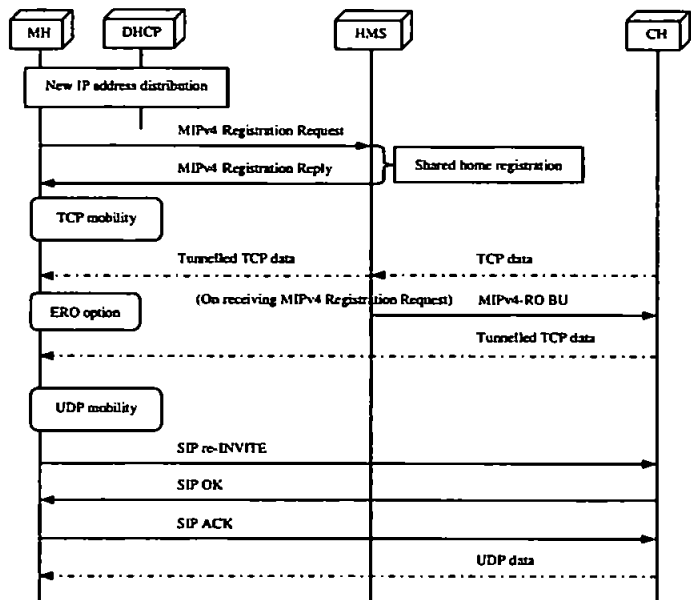 MH
DHCP
HMS
CH
New IP address distribution
MIPv4 Registration Request
MIPv4 Registration Reply
Shared home registration
TCP mobility
Tunnelled TCP data
TCP data
ERO option
(On receiving MIPv4 Registration Request)
MIPv4-RO BU
Tunnelled TCP data
UDP mobility
SIP re-INVITE
SIP OK
SIP ACK
UDP data